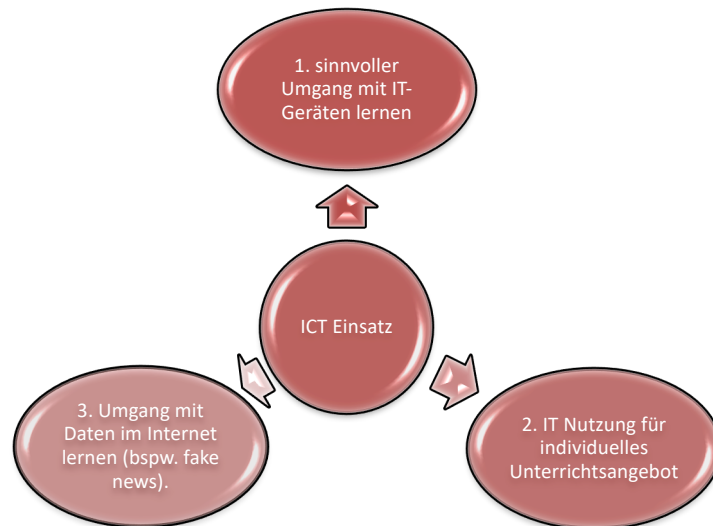 1. sinnvoller
Umgang mit IT-
Geräten lernen
ICT Einsatz
2. IT Nutzung für
individuelles
Unterrichtsangebot
3. Umgang mit
Daten im Internet
lernen (bspw. fake
news).